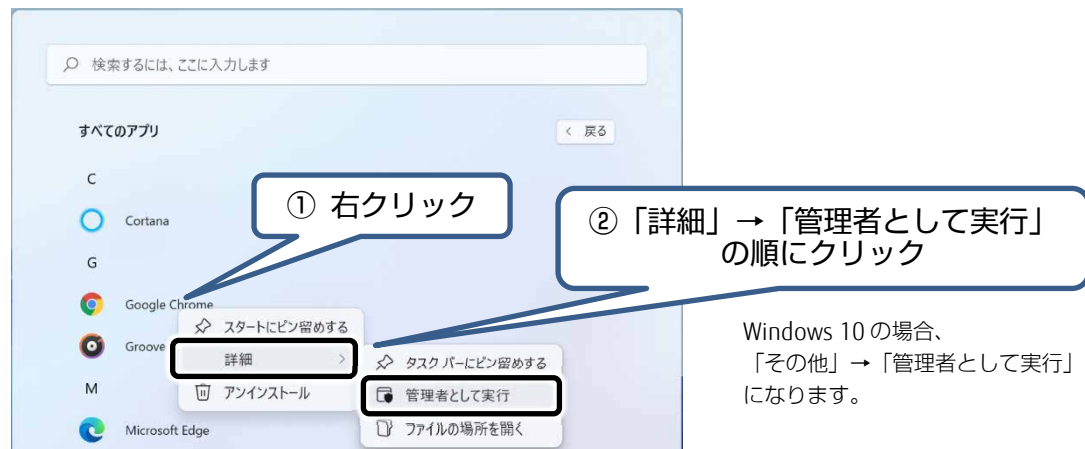 検索するには、ここに入力します
すべてのアプリ
< 戻る
C
① 右クリック
Cortana
②「詳細」→「管理者として実行」
の順にクリック
G
Google Chrome
スタートにピン留めする
Groove
詳細 >
タスク バーにピン留めする
M
アンインストール
管理者として実行
Microsoft Edge
ファイルの場所を開く
Windows 10 の場合、
「その他」→「管理者として実行」
になります。